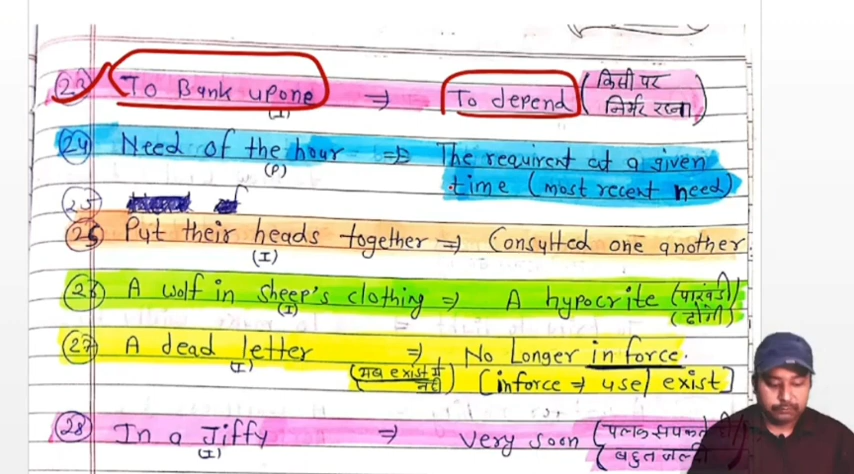 23 To Bank upone ⇒ To depend (किसी पर
निर्भर रहना)
(I)
24 Need of the hour ⇒ The requirent at a given
(P) time (most recent need)
25
25 Put their heads together ⇒ Consulted one another.
(I)
26 A wolf in sheep's clothing ⇒ A hypocrite (पाखंडी)
(I) (ढोंगी)
27 A dead letter ⇒ No Longer in force.
(I) (अब exist में नहीं) [inforce ⇒ use/ exist]
28 In a Jiffy ⇒ very soon (पलक झपकते ही
(I) बहुत जल्दी